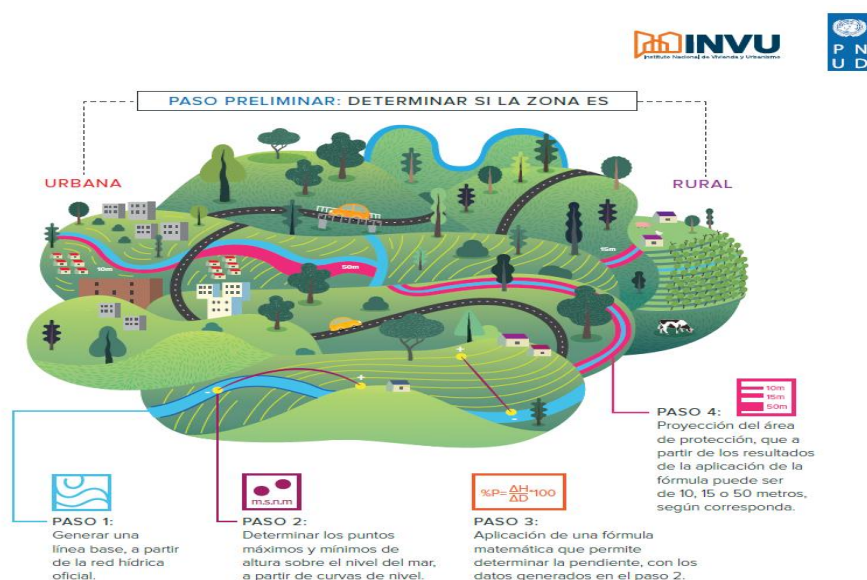 INVU
Instituto Nacional de Vivienda y Urbanismo
P N
U D
PASO PRELIMINAR: DETERMINAR SI LA ZONA ES
URBANA
RURAL
10m
50m
15m
PASO 1:
Generar una
línea base, a partir
de la red hídrica
oficial.
m.s.n.m
PASO 2:
Determinar los puntos
máximos y mínimos de
altura sobre el nivel del mar,
a partir de curvas de nivel.
%P=ΔH/ΔD*100
PASO 3:
Aplicación de una fórmula
matemática que permite
determinar la pendiente, con los
datos generados en el paso 2.
10m
15m
50m
PASO 4:
Proyección del área
de protección, que a
partir de los resultados
de la aplicación de la
fórmula puede ser
de 10, 15 o 50 metros,
según corresponda.